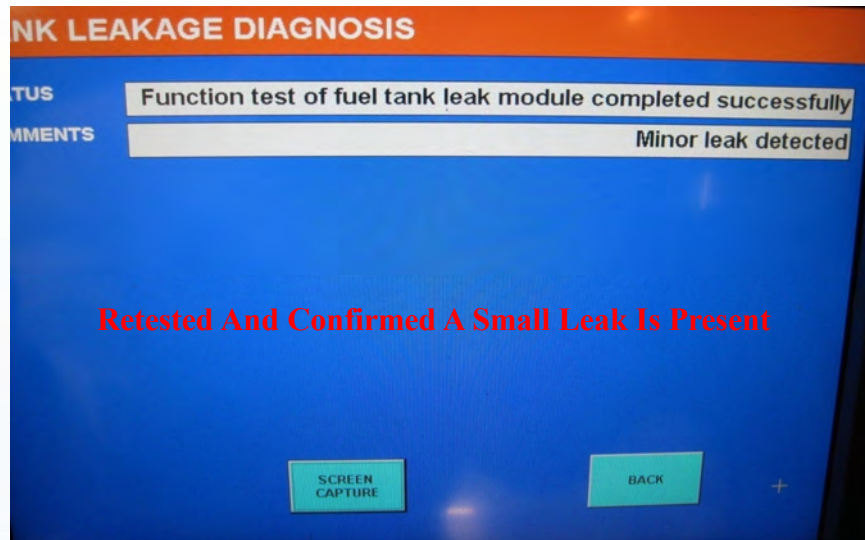 NK LEAKAGE DIAGNOSIS
TUS
Function test of fuel tank leak module completed successfully
MMENTS
Minor leak detected
Retested And Confirmed A Small Leak Is Present
SCREEN
CAPTURE
BACK